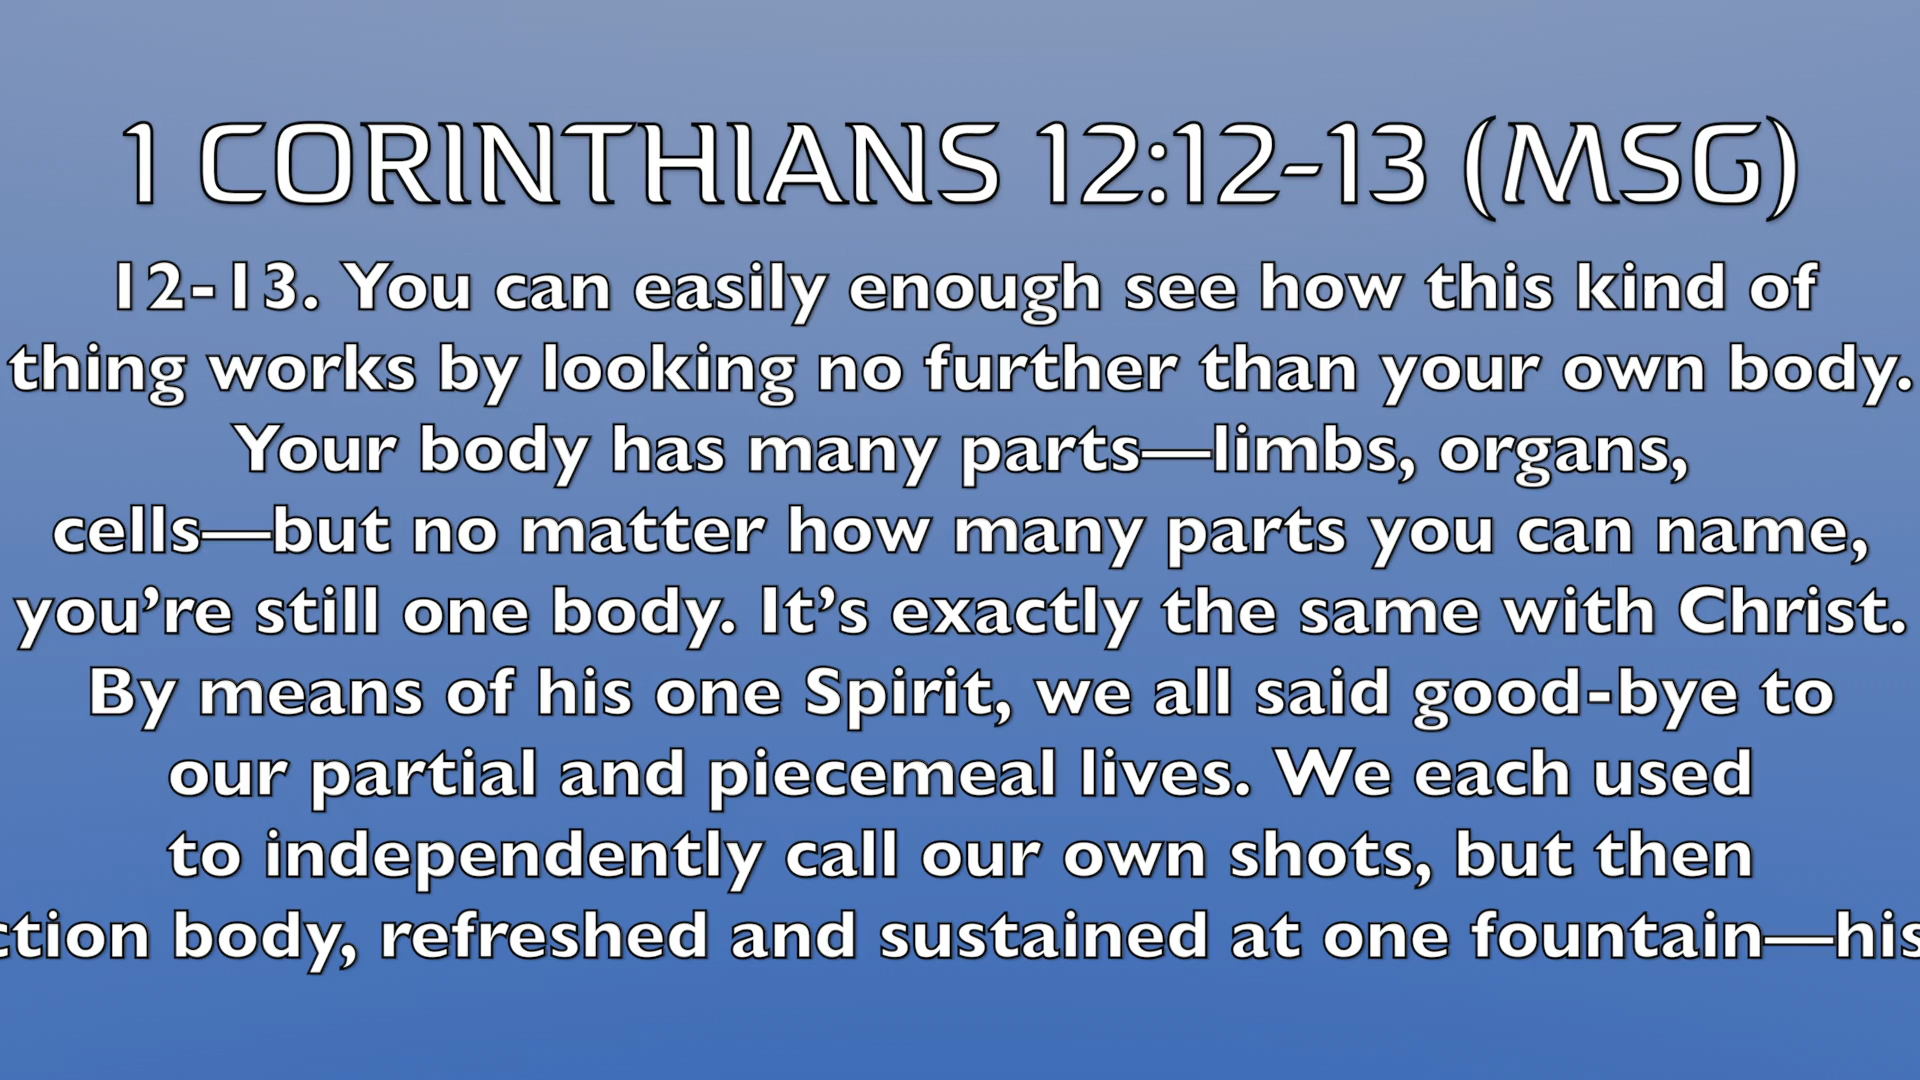 1 CORINTHIANS 12:12-13 (MSG)
12-13. You can easily enough see how this kind of
thing works by looking no further than your own body.
Your body has many parts—limbs, organs,
cells—but no matter how many parts you can name,
you’re still one body. It’s exactly the same with Christ.
By means of his one Spirit, we all said good-bye to
our partial and piecemeal lives. We each used
to independently call our own shots, but then
body, refreshed and sustained at one fountain—his